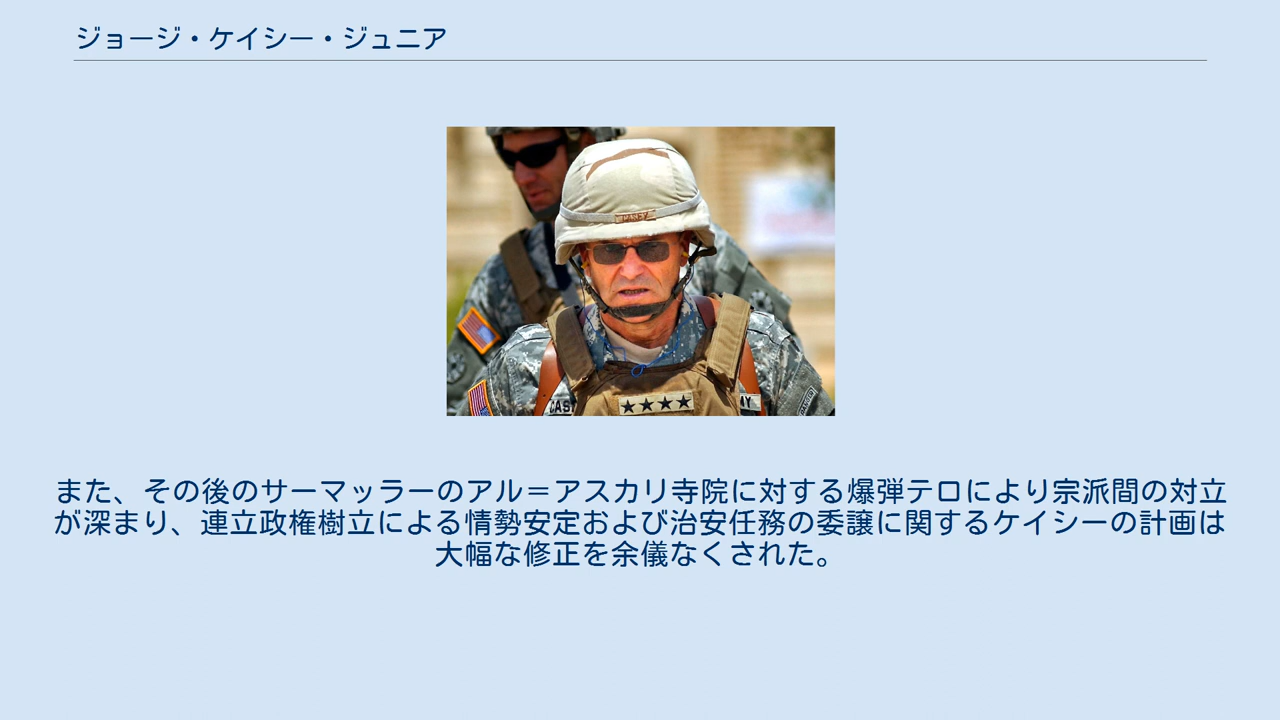 ジョージ・ケイシー・ジュニア
CASEY
また、その後のサーマッラーのアル＝アスカリ寺院に対する爆弾テロにより宗派間の対立
が深まり、連立政権樹立による情勢安定および治安任務の委譲に関するケイシーの計画は
大幅な修正を余儀なくされた。